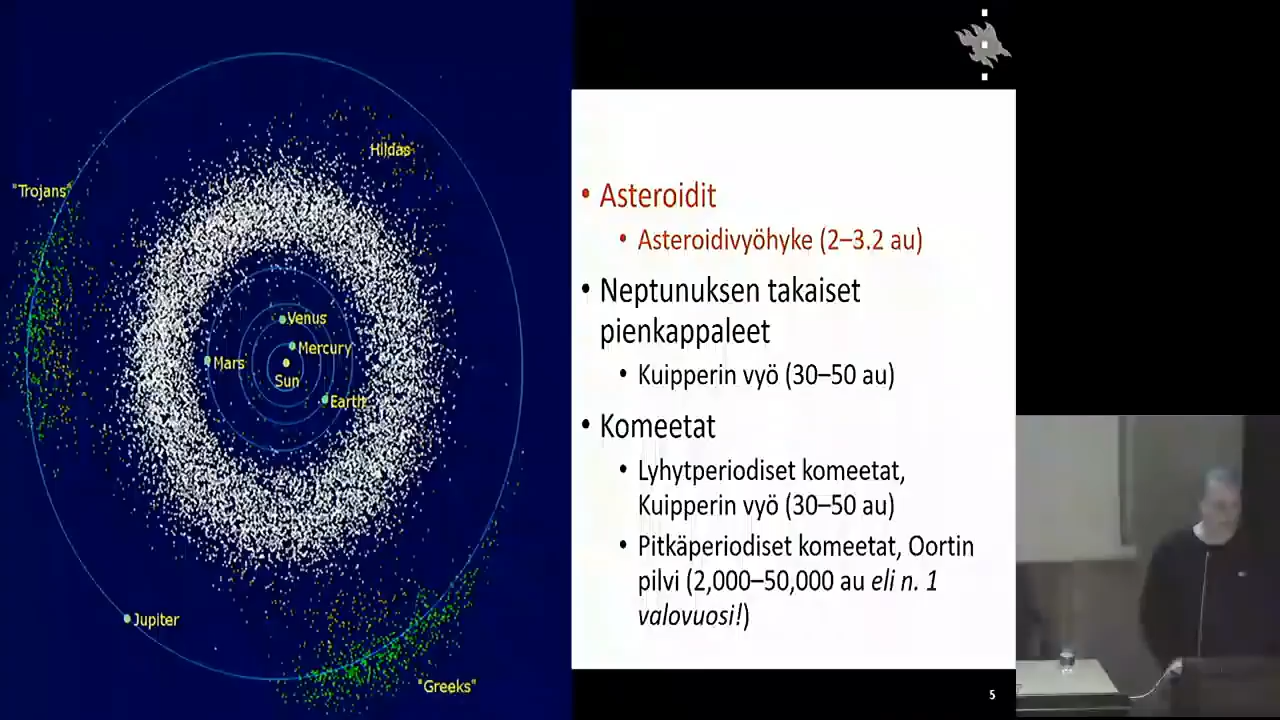 Hildas
"Trojans"
Venus
Mercury
Mars
Sun
Earth
Jupiter
"Greeks"
• Asteroidit
• Asteroidivyöhyke (2–3.2 au)
• Neptunuksen takaiset
pienkappaleet
• Kuipperin vyö (30–50 au)
• Komeetat
• Lyhytperiodiset komeetat,
Kuipperin vyö (30–50 au)
• Pitkäperiodiset komeetat, Oortin
pilvi (2,000–50,000 au eli n. 1
valovuosi!)
5